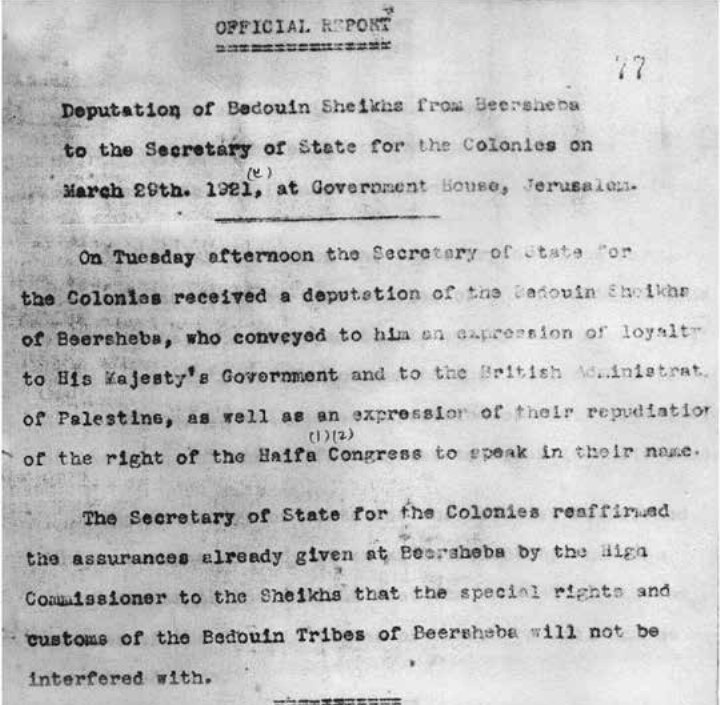 OFFICIAL REPORT
77
Deputation of Bedouin Sheikhs from Beersheba
to the Secretary of State for the Colonies on
(2)
March 29th. 1921, at Government House, Jerusalem.
On Tuesday afternoon the Secretary of State for
the Colonies received a deputation of the Bedouin Sheikhs
of Beersheba, who conveyed to him an expression of loyalty
to His Majesty's Government and to the British Administrat
of Palestine, as well as an expression of their repudiation
(1)(2)
of the right of the Haifa Congress to speak in their name.
The Secretary of State for the Colonies reaffirmed
the assurances already given at Beersheba by the High
Commissioner to the Sheikhs that the special rights and
customs of the Bedouin Tribes of Beersheba will not be
interfered with.